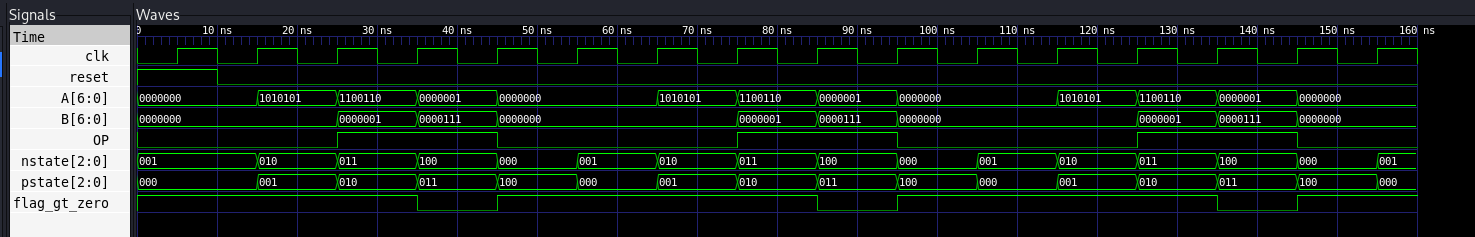 Signals Waves
Time 0 10 ns 20 ns 30 ns 40 ns 50 ns 60 ns 70 ns 80 ns 90 ns 100 ns 110 ns 120 ns 130 ns 140 ns 150 ns 160 ns
clk
reset
A[6:0] 0000000 1010101 1100110 0000001 0000000 1010101 1100110 0000001 0000000 1010101 1100110 0000001 0000000
B[6:0] 0000000 0000001 0000111 0000000 0000001 0000111 0000000 0000001 0000111 0000000
OP
nstate[2:0] 001 010 011 100 000 001 010 011 100 000 001 010 011 100 000 001
pstate[2:0] 000 001 010 011 100 000 001 010 011 100 000 001 010 011 100 000
flag_gt_zero